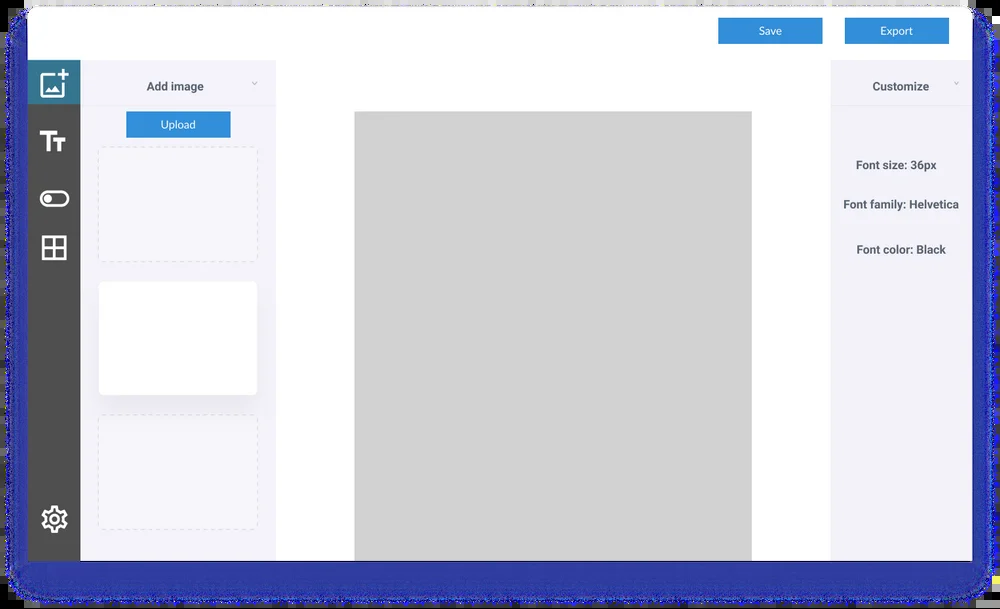 Save
Export
Add image
Customize
Upload
Font size: 36px
Font family: Helvetica
Font color: Black